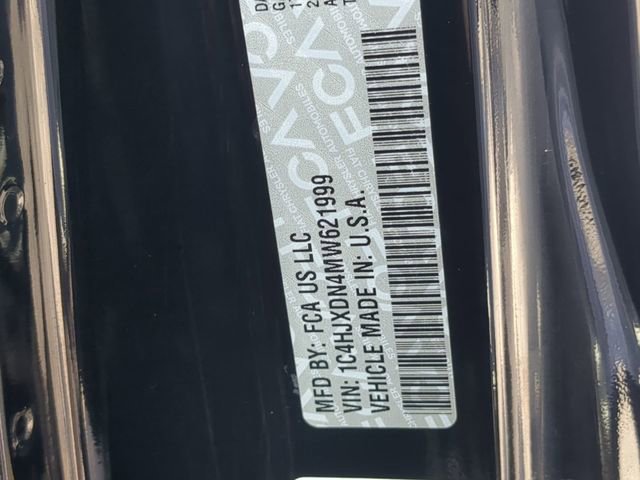 MFD BY: FCA US LLC
VIN: 1C4HJXDN4MW621999
VEHICLE MADE IN: U.S.A.